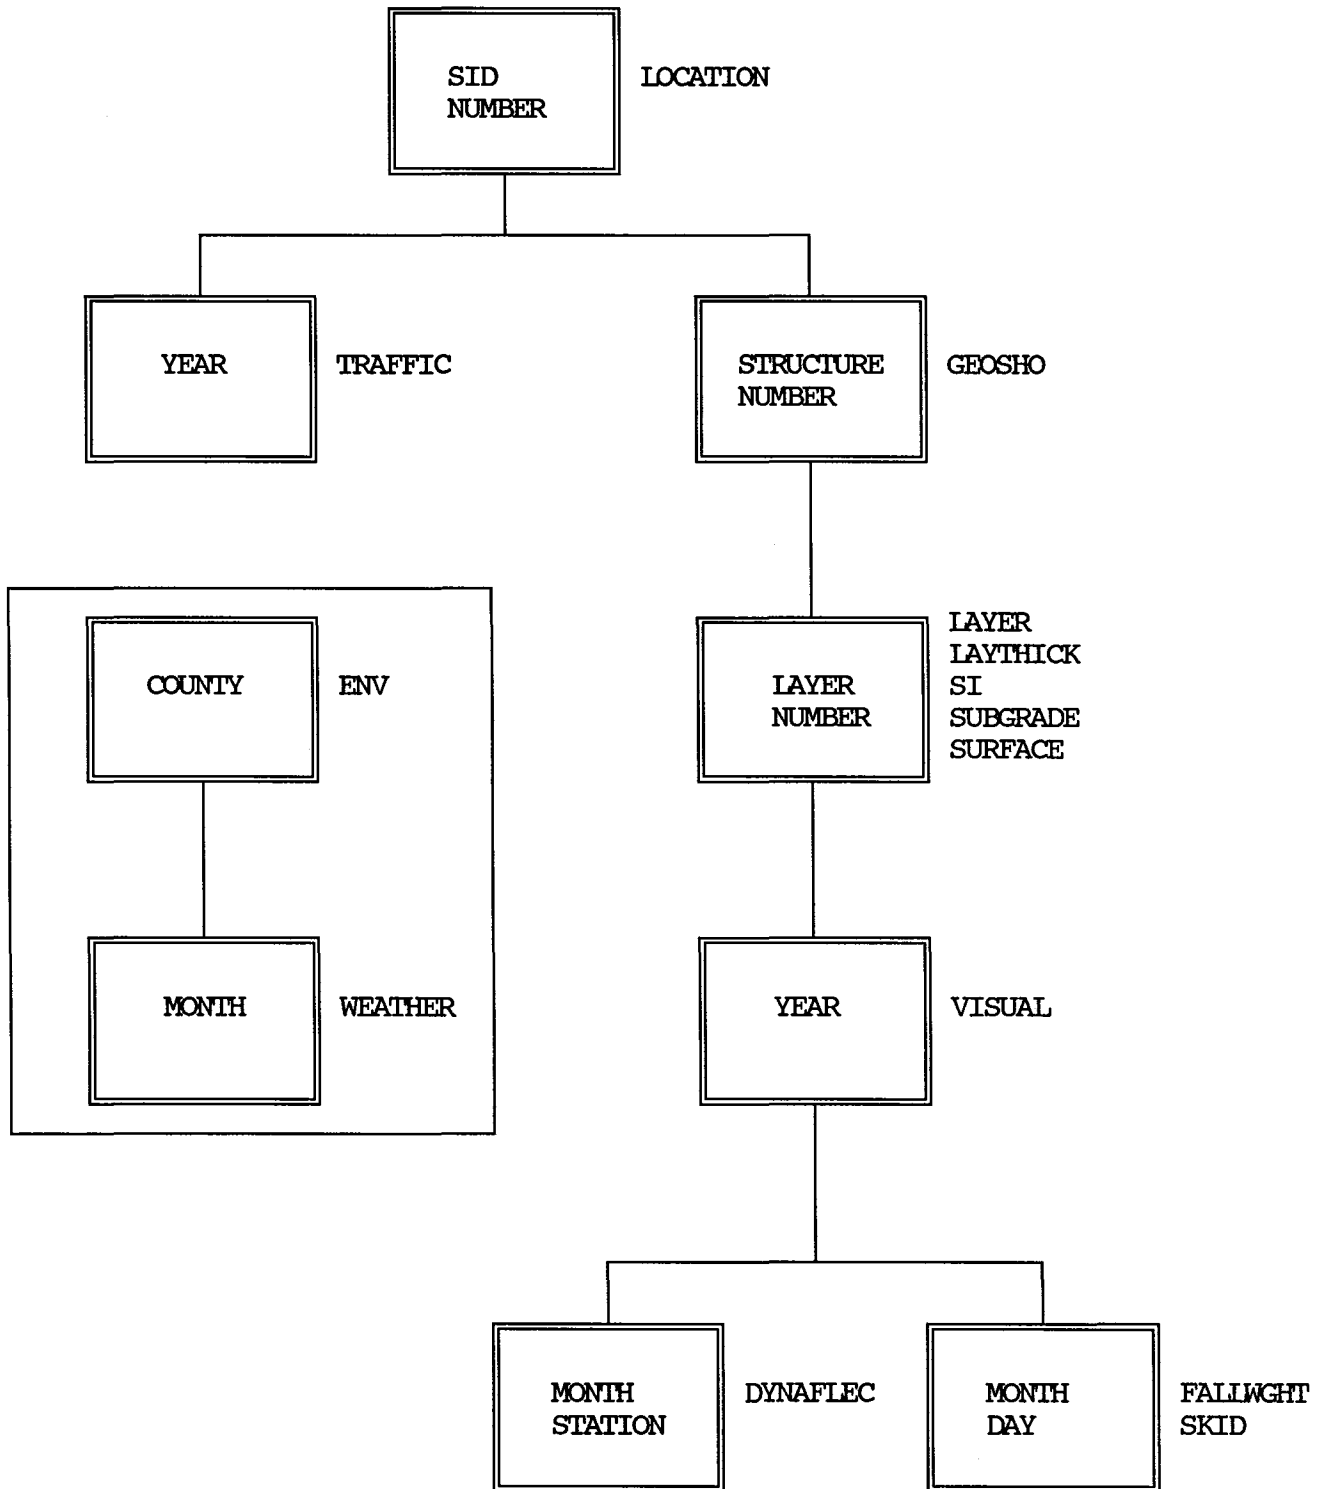 SID
NUMBER
LOCATION
YEAR
TRAFFIC
STRUCTURE
NUMBER
GEOSHO
COUNTY
ENV
LAYER
NUMBER
LAYER
LAYTHICK
SI
SUBGRADE
SURFACE
MONTH
WEATHER
YEAR
VISUAL
MONTH
STATION
DYNAFLEC
MONTH
DAY
FALLWGHT
SKID